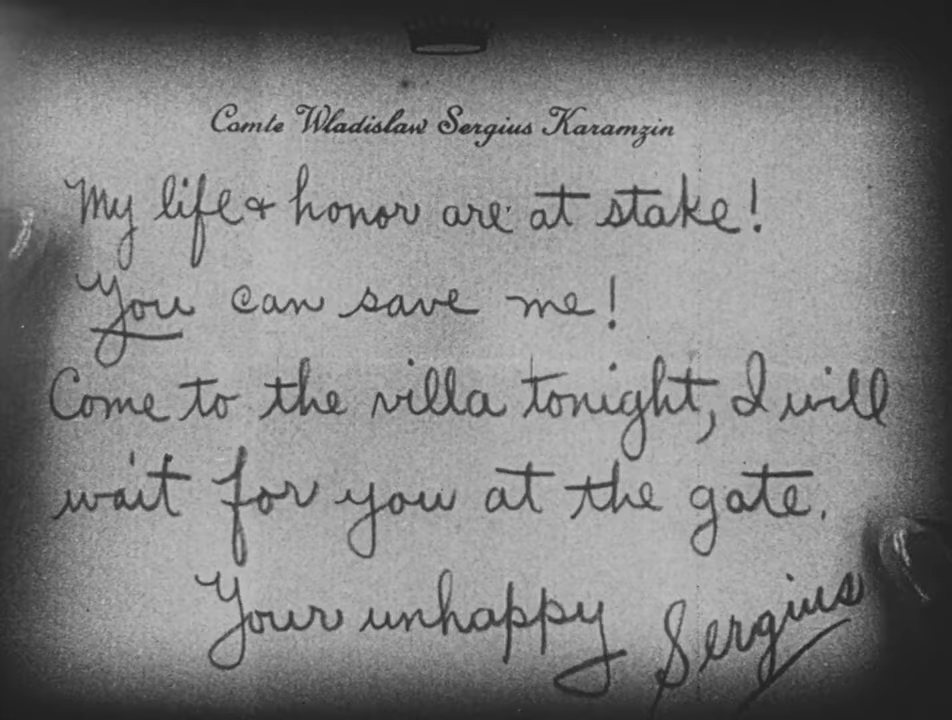 Comte Wladislaw Sergius Karamzin
My life & honor are at stake!
You can save me!
Come to the villa tonight, I will
wait for you at the gate.
Your unhappy Sergius